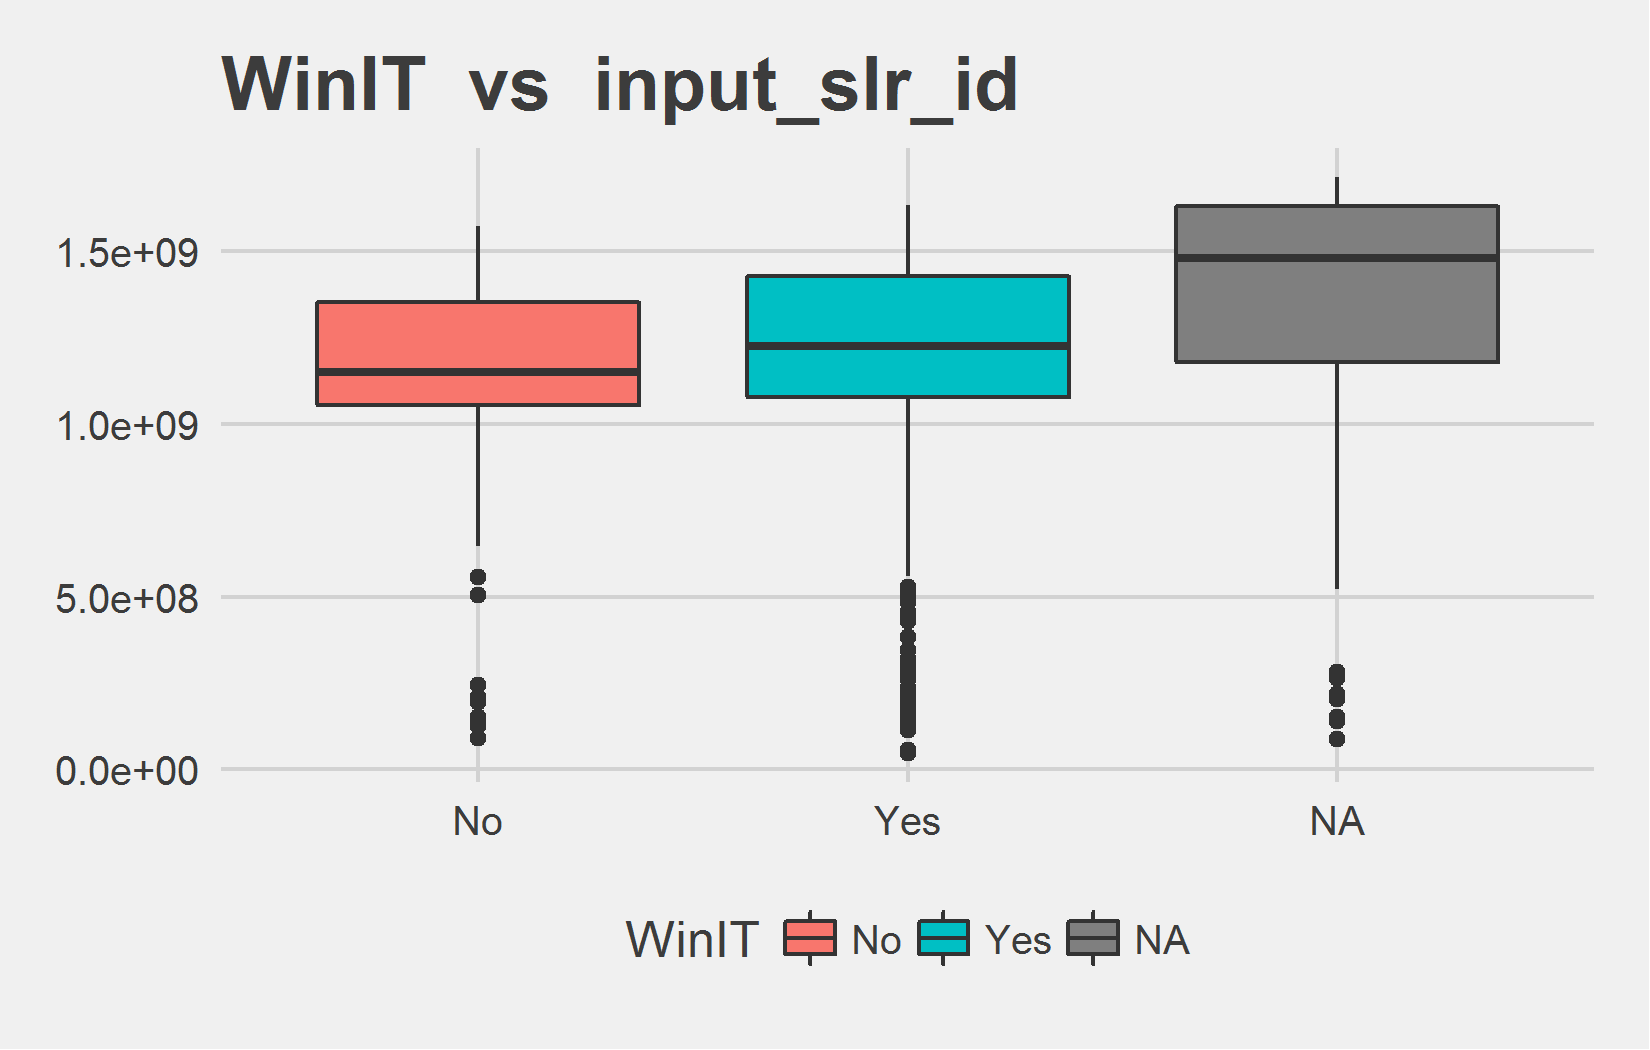 WinIT vs input_slr_id
1.5e+09
1.0e+09
5.0e+08
0.0e+00
No Yes NA
WinIT No Yes NA